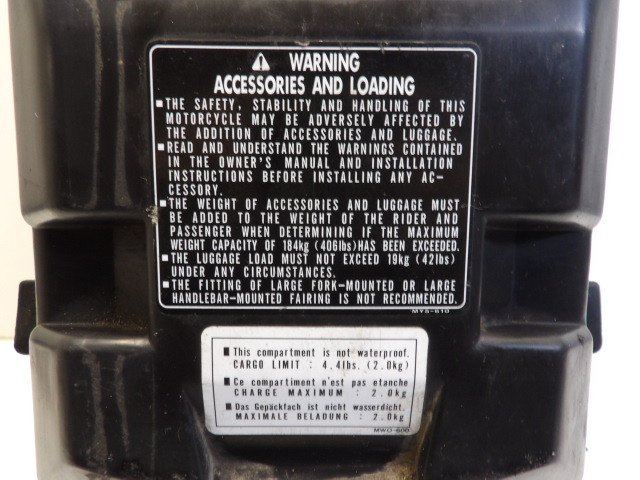 ⚠ WARNING
ACCESSORIES AND LOADING
■THE SAFETY, STABILITY AND HANDLING OF THIS
MOTORCYCLE MAY BE ADVERSELY AFFECTED BY
THE ADDITION OF ACCESSORIES AND LUGGAGE.
■READ AND UNDERSTAND THE WARNINGS CONTAINED
IN THE OWNER'S MANUAL AND INSTALLATION
INSTRUCTIONS BEFORE INSTALLING ANY AC-
CESSORY.
■THE WEIGHT OF ACCESSORIES AND LUGGAGE MUST
BE ADDED TO THE WEIGHT OF THE RIDER AND
PASSENGER WHEN DETERMINING IF THE MAXIMUM
WEIGHT CAPACITY OF 184kg (406lbs)HAS BEEN EXCEEDED.
■THE LUGGAGE LOAD MUST NOT EXCEED 19kg (42lbs)
UNDER ANY CIRCUMSTANCES.
■THE FITTING OF LARGE FORK-MOUNTED OR LARGE
HANDLEBAR-MOUNTED FAIRING IS NOT RECOMMENDED.
MY5-610
■This compartment is not waterproof.
CARGO LIMIT : 4.4lbs. (2.0kg)
■Ce compartiment n'est pas etanche
CHARGE MAXIMUM : 2.0kg
■Das Gepäckfach ist nicht wasserdicht.
MAXIMALE BELADUNG : 2.0kg
MWO-600